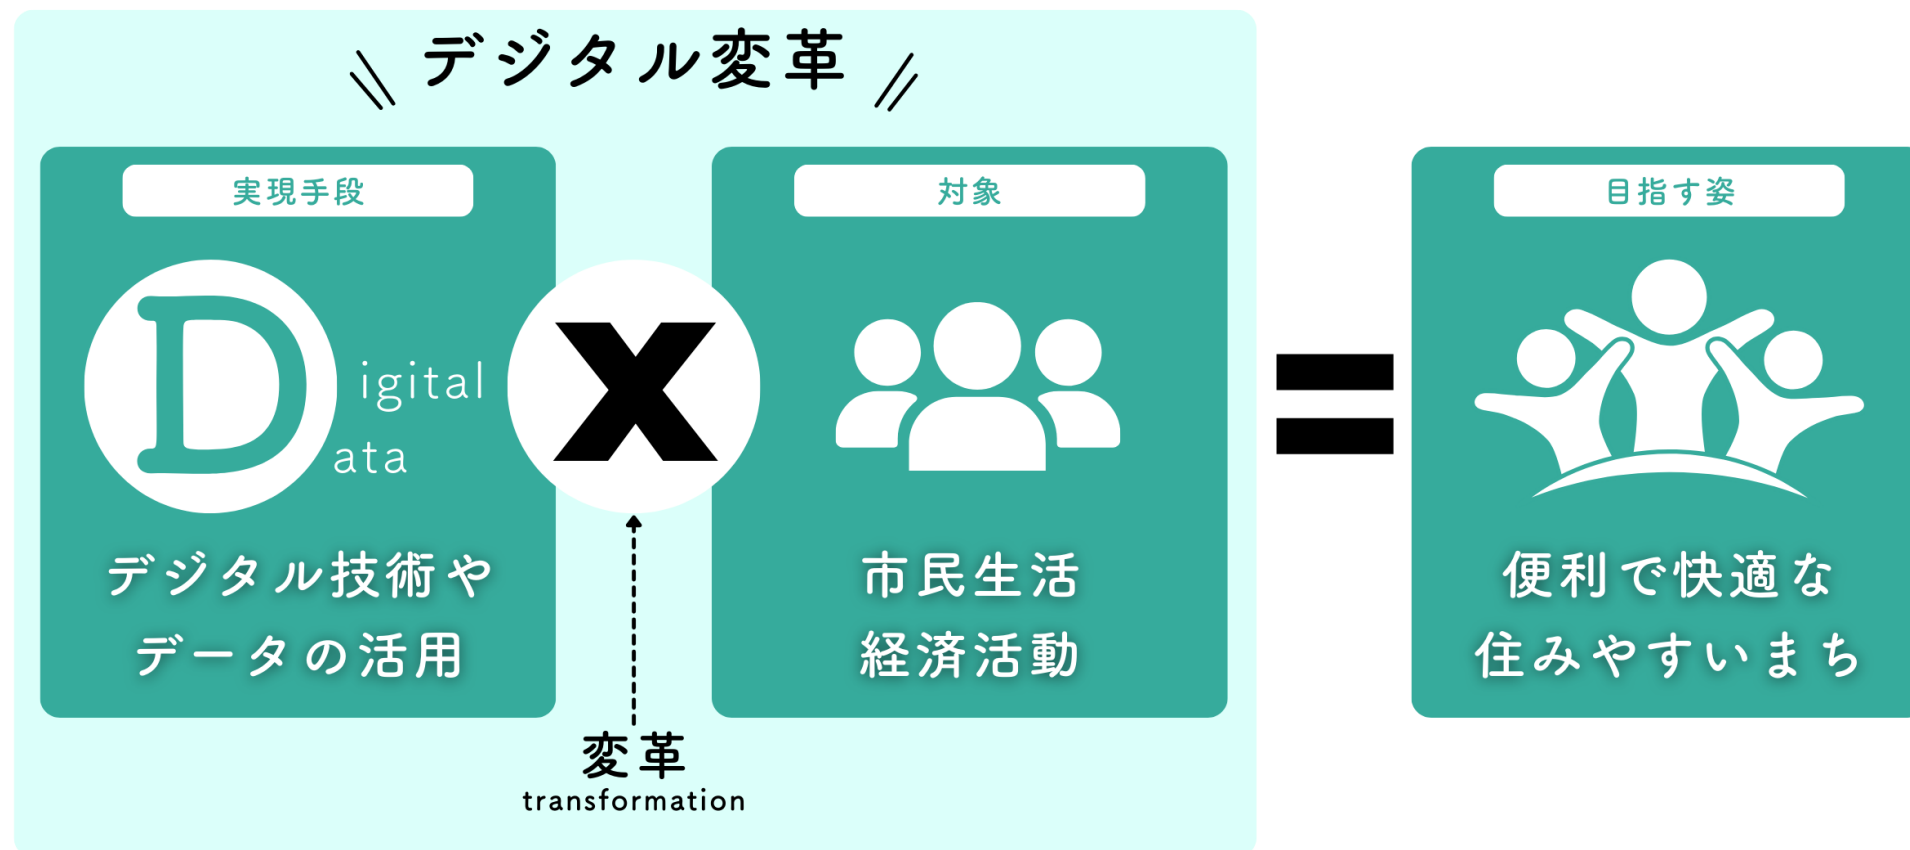 デジタル変革
実現手段
Digital
Data
デジタル技術や
データの活用
X
変革
transformation
対象
市民生活
経済活動
=
目指す姿
便利で快適な
住みやすいまち